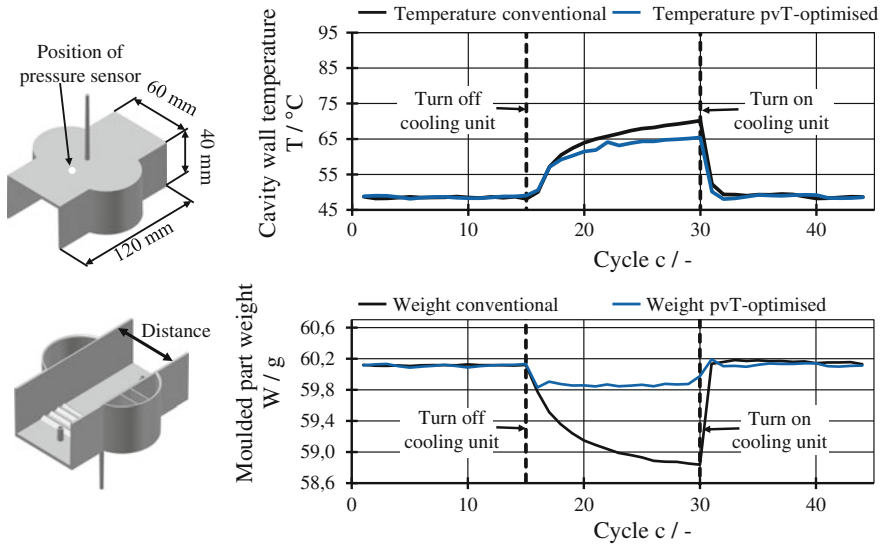 Position of
pressure sensor
60 mm
40 mm
120 mm
Distance
Temperature conventional
Temperature pvT-optimised
Cavity wall temperature
T / °C
95
85
75
65
55
45
Turn off
cooling unit
Turn on
cooling unit
0
10
20
30
40
Cycle c / -
Weight conventional
Weight pvT-optimised
Moulded part weight
W / g
60,6
60,2
59,8
59,4
59,0
58,6
Turn off
cooling unit
Turn on
cooling unit
0
10
20
30
40
Cycle c / -